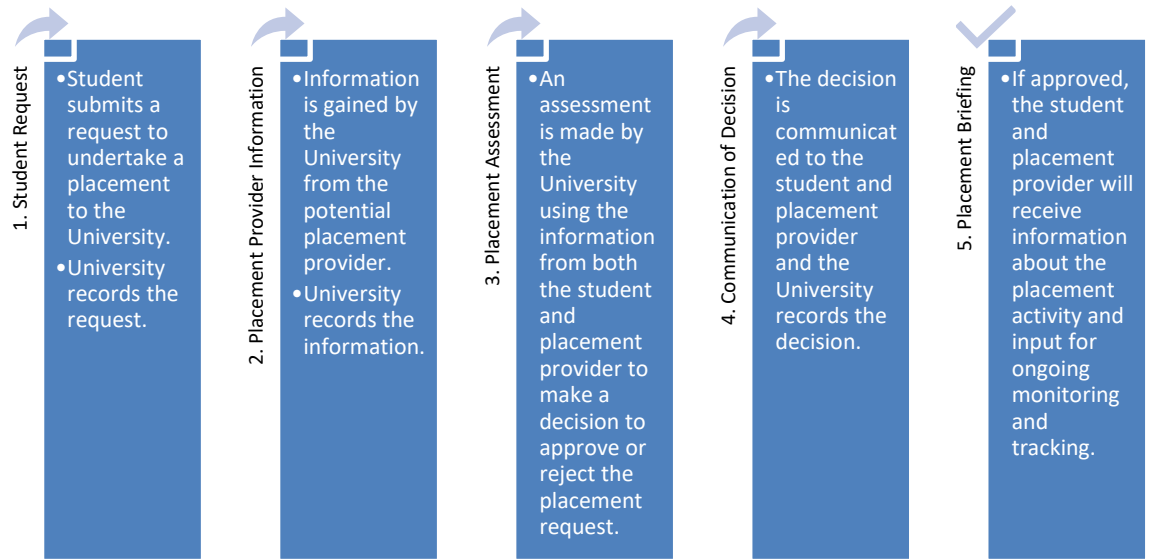 1. Student Request
•Student
submits a
request to
undertake a
placement
to the
University.
•University
records the
request.
2. Placement Provider Information
•Information
is gained by
the
University
from the
potential
placement
provider.
•University
records the
information.
3. Placement Assessment
•An
assessment
is made by
the
University
using the
information
from both
the student
and
placement
provider to
make a
decision to
approve or
reject the
placement
request.
4. Communication of Decision
•The decision
is
communicat
ed to the
student and
placement
provider
and the
University
records the
decision.
5. Placement Briefing
•If approved,
the student
and
placement
provider will
receive
information
about the
placement
activity and
input for
ongoing
monitoring
and
tracking.